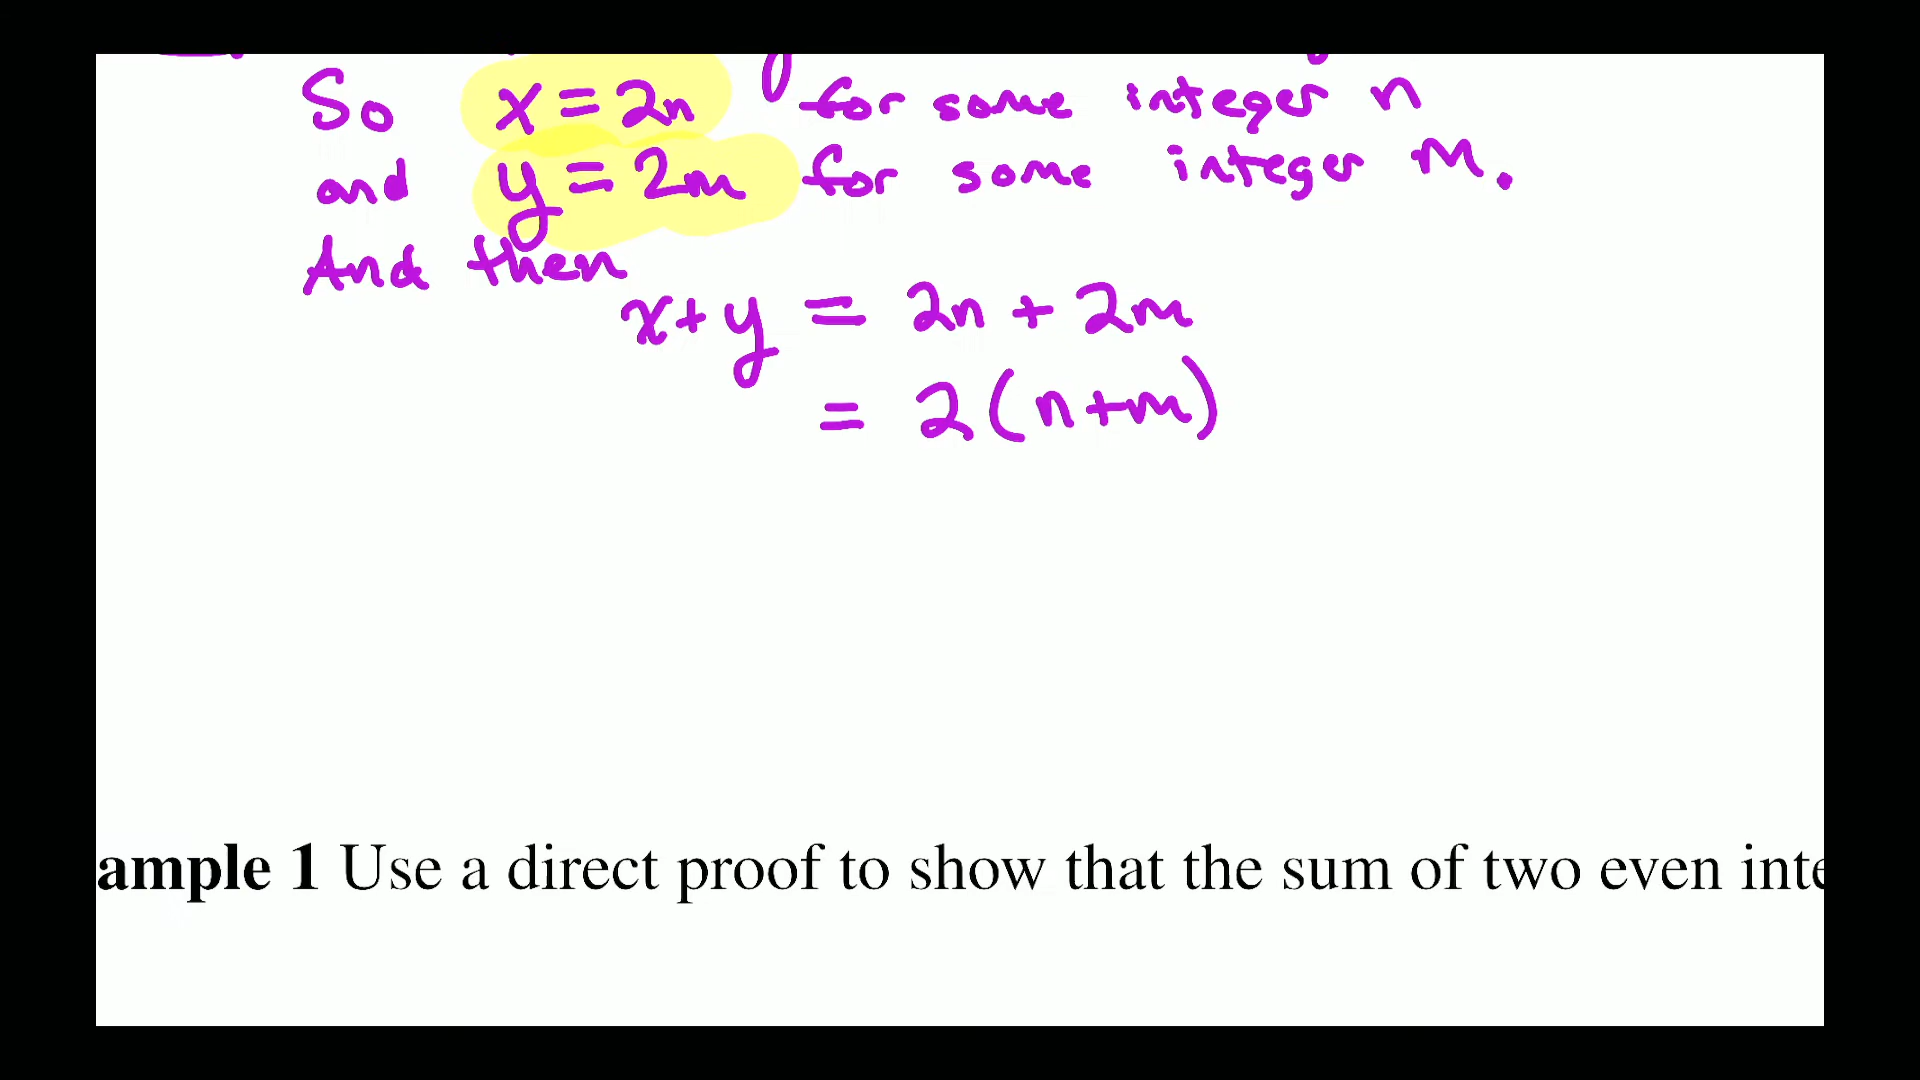 So x = 2n for some integer n
and y = 2m for some integer m.
And then
x + y = 2n + 2m
= 2(n+m)
ample 1 Use a direct proof to show that the sum of two even inte